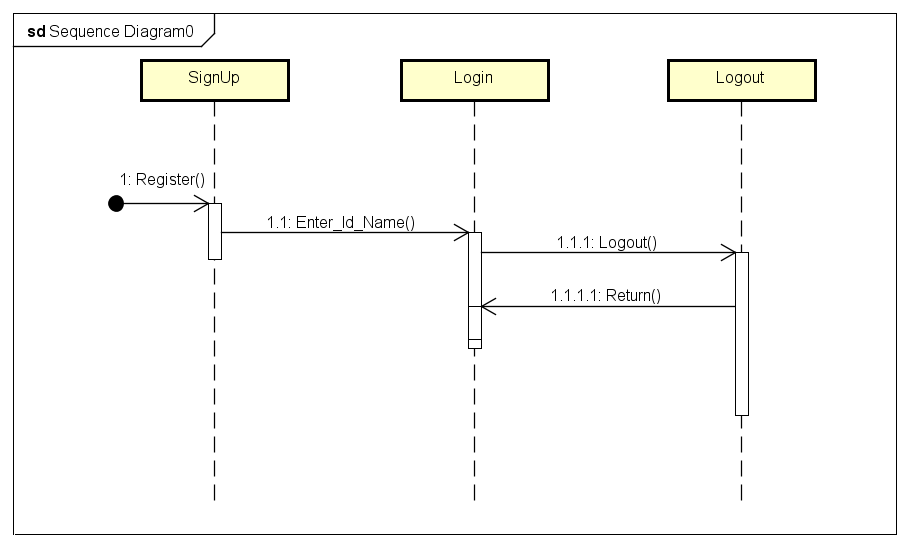 sd Sequence Diagram0
SignUp
Login
Logout
1: Register()
1.1: Enter_Id_Name()
1.1.1: Logout()
1.1.1.1: Return()